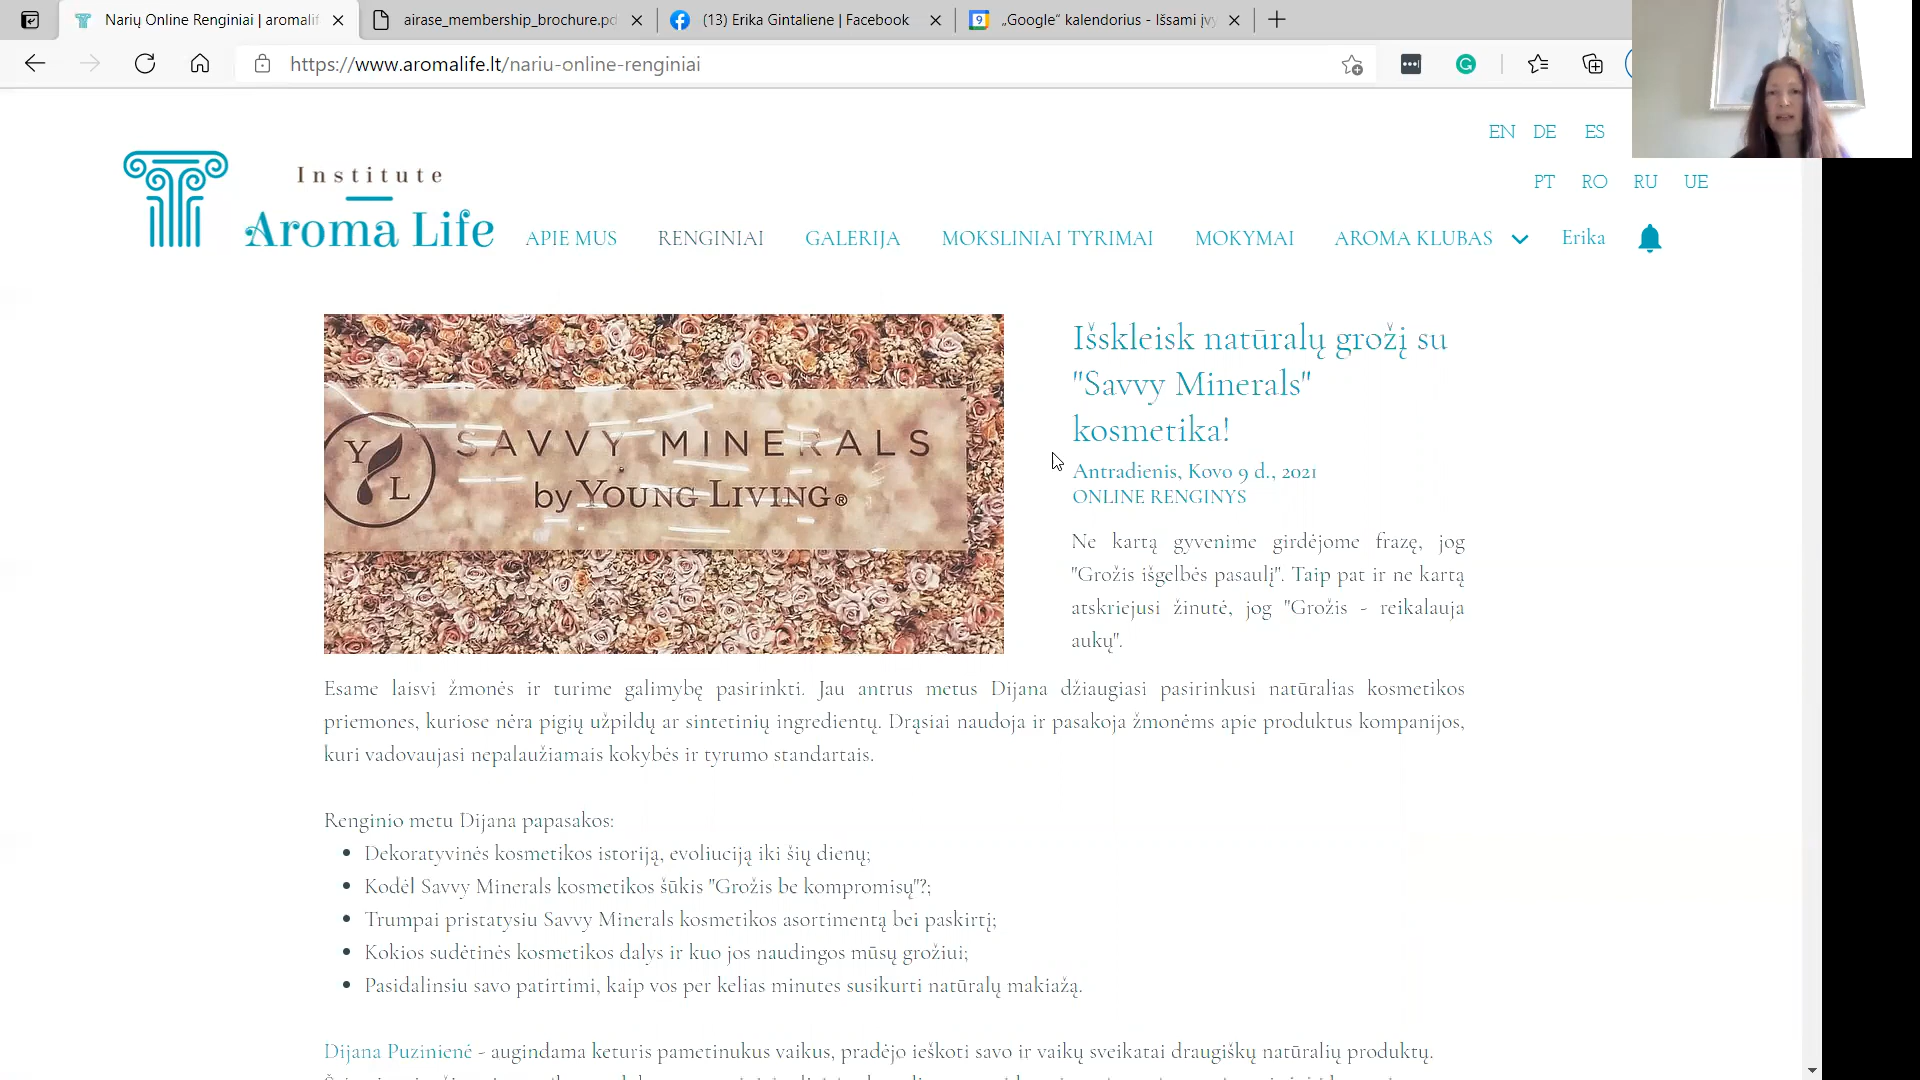 Narių Online Renginiai | aromalif
airase_membership_brochure.pd
(13) Erika Gintaliene | Facebook
9
„Google“ kalendorius - Išsami įv
https://www.aromalife.lt/nariu-online-renginiai
EN DE ES
PT RO RU UE
Institute
Aroma Life
APIE MUS RENGINIAI GALERIJA MOKSLINIAI TYRIMAI MOKYMAI AROMA KLUBAS Erika
SAVVY MINERALS
by YOUNG LIVING®
Y L
Išskleisk natūralų grožį su
"Savvy Minerals"
kosmetika!
Antradienis, Kovo 9 d., 2021
ONLINE RENGINYS
Ne kartą gyvenime girdėjome frazę, jog
"Grožis išgelbės pasaulį". Taip pat ir ne kartą
atskriejusi žinutė, jog "Grožis - reikalauja
aukų".
Esame laisvi žmonės ir turime galimybę pasirinkti. Jau antrus metus Dijana džiaugiasi pasirinkusi natūralias kosmetikos
priemones, kuriose nėra pigių užpildų ar sintetinių ingredientų. Drąsiai naudoja ir pasakoja žmonėms apie produktus kompanijos,
kuri vadovaujasi nepalaužiamais kokybės ir tyrumo standartais.
Renginio metu Dijana papasakos:
• Dekoratyvinės kosmetikos istoriją, evoliuciją iki šių dienų;
• Kodėl Savvy Minerals kosmetikos šūkis "Grožis be kompromisų"?;
• Trumpai pristatysiu Savvy Minerals kosmetikos asortimentą bei paskirtį;
• Kokios sudėtinės kosmetikos dalys ir kuo jos naudingos mūsų grožiui;
• Pasidalinsiu savo patirtimi, kaip vos per kelias minutes susikurti natūralų makiažą.
Dijana Puzinienė - augindama keturis pametinukus vaikus, pradėjo ieškoti savo ir vaikų sveikatai draugiškų natūralių produktų.